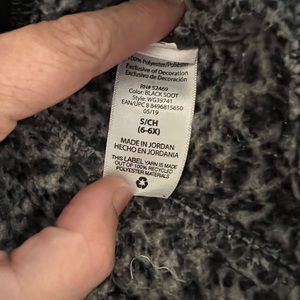 100% Polyester/Poliéster
Exclusive of Decoration
Exclusivo de Decoración
RN# 52469
Color: BLACK SOOT
Style: WG39741
EAN/UPC 8 8496815650
05/19
S/CH
(6-6X)
MADE IN JORDAN
HECHO EN JORDANIA
THIS LABEL YARN IS MADE
OUT OF 100% RECYCLED
POLYESTER MATERIALS